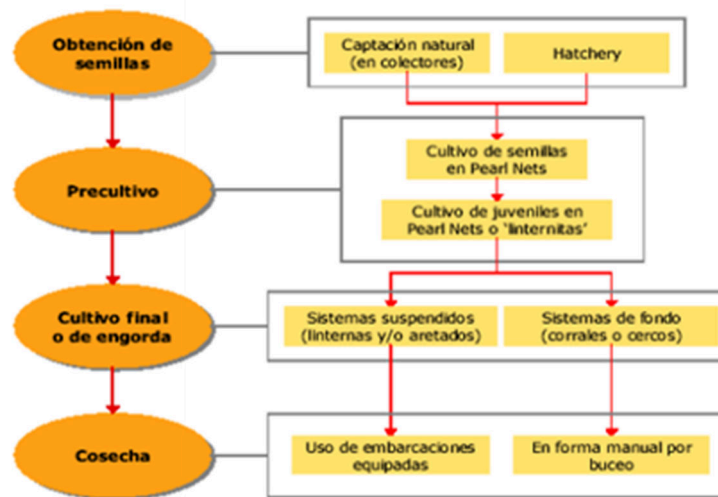 Obtención de
semillas
Captación natural
(en colectores)
Hatchery
Precultivo
Cultivo de semillas
en Pearl Nets
Cultivo de juveniles en
Pearl Nets o 'linternitas'
Cultivo final
o de engorda
Sistemas suspendidos
(linternas y/o aretados)
Sistemas de fondo
(corrales o cercos)
Cosecha
Uso de embarcaciones
equipadas
En forma manual por
buceo